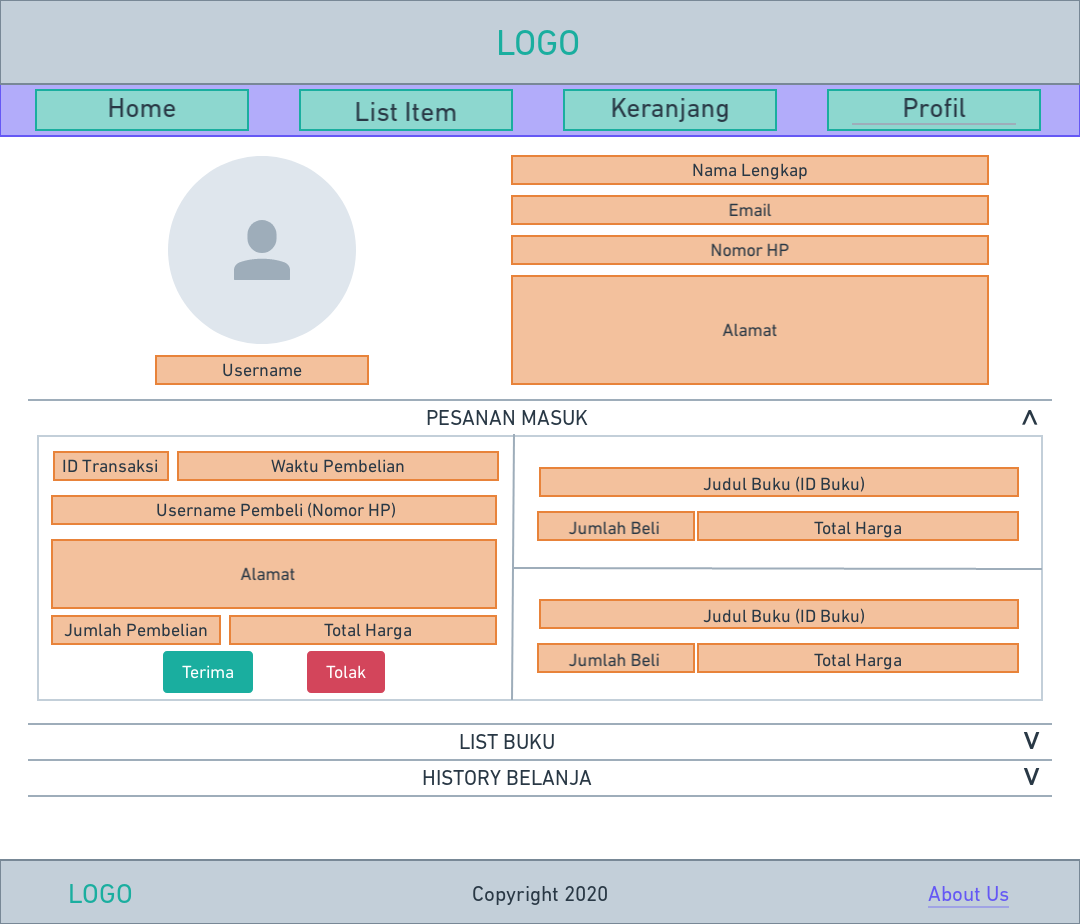 LOGO
Home
List Item
Keranjang
Profil
Nama Lengkap
Email
Nomor HP
Alamat
Username
PESANAN MASUK
ID Transaksi
Waktu Pembelian
Username Pembeli (Nomor HP)
Alamat
Jumlah Pembelian
Total Harga
Terima
Tolak
Judul Buku (ID Buku)
Jumlah Beli
Total Harga
Judul Buku (ID Buku)
Jumlah Beli
Total Harga
LIST BUKU
V
HISTORY BELANJA
V
LOGO
Copyright 2020
About Us